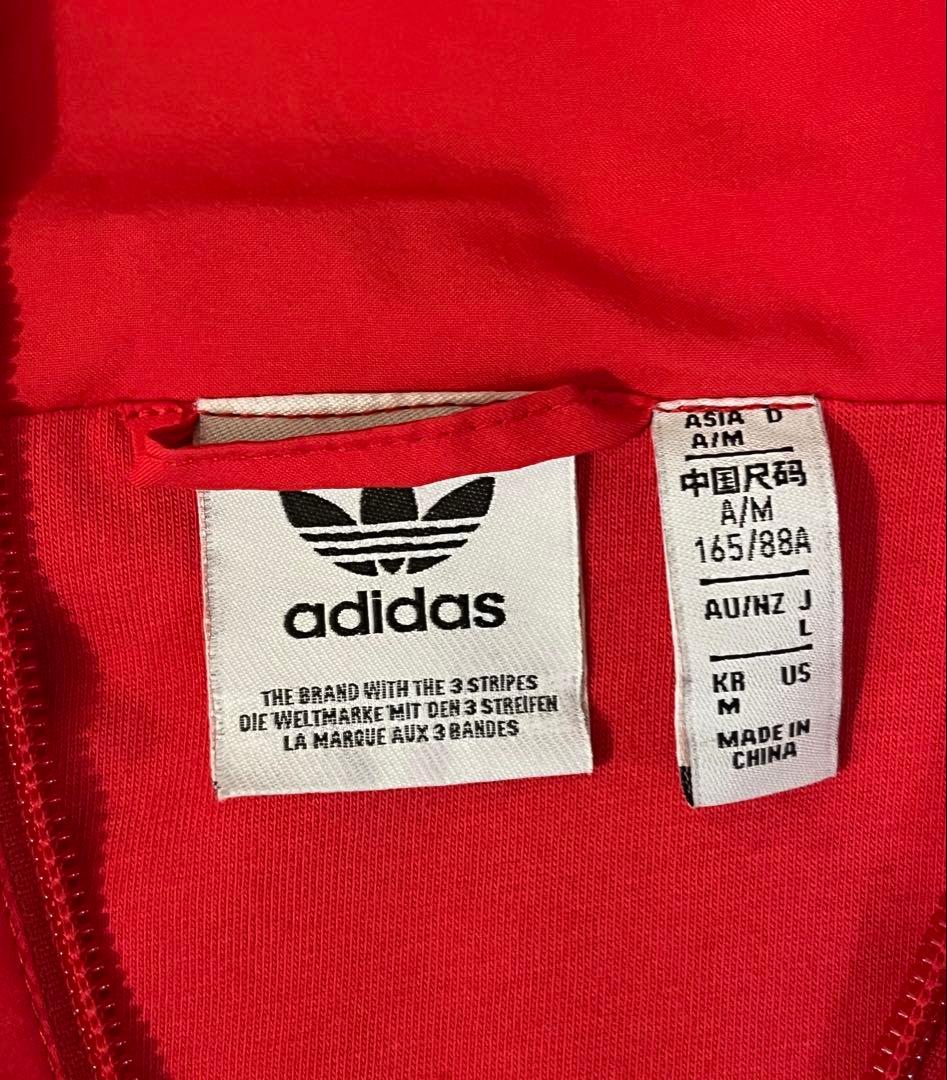 adidas
THE BRAND WITH THE 3 STRIPES
DIE WELTMARKE MIT DEN 3 STREIFEN
LA MARQUE AUX 3 BANDES
ASIA D
A/M
中国尺码
A/M
165/88A
AU/NZ J
L
KR US
M
MADE IN
CHINA